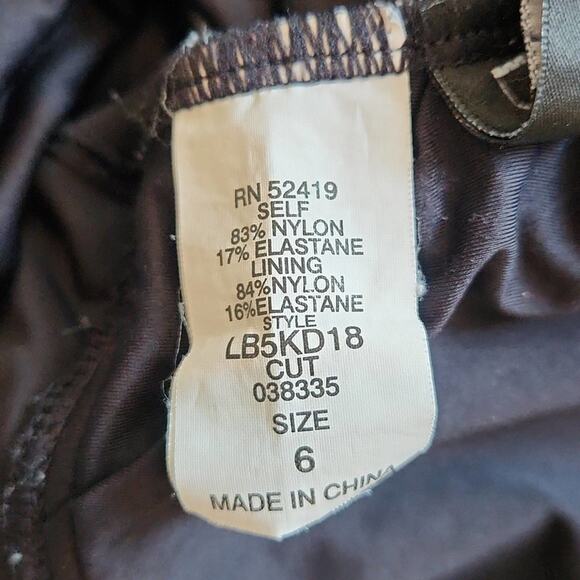 RN 52419
SELF
83% NYLON
17% ELASTANE
LINING
84%NYLON
16%ELASTANE
STYLE
LB5KD18
CUT
038335
SIZE
6
MADE IN CHINA